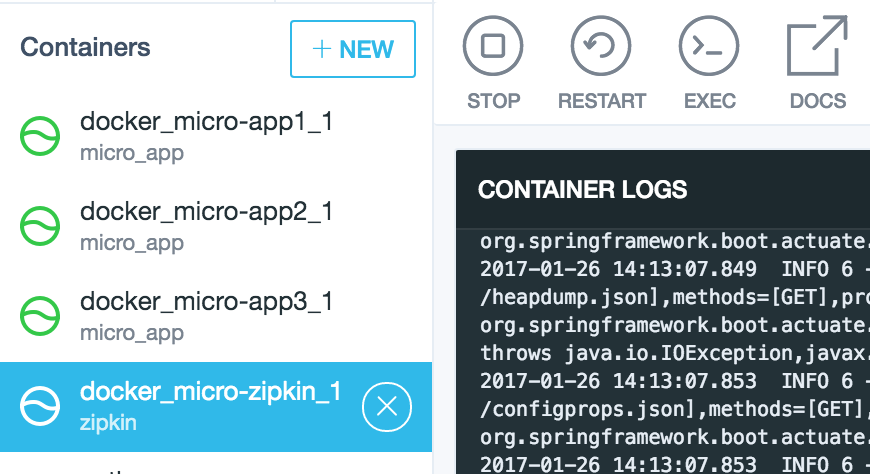 Containers
+ NEW
docker_micro-app1_1
micro_app
docker_micro-app2_1
micro_app
docker_micro-app3_1
micro_app
docker_micro-zipkin_1
zipkin
STOP
RESTART
EXEC
DOCS
CONTAINER LOGS
org.springframework.boot.actuate.
2017-01-26 14:13:07.849  INFO 6 -
/heapdump.json],methods=[GET],pro
org.springframework.boot.actuate.
throws java.io.IOException,javax.
2017-01-26 14:13:07.853  INFO 6 -
/configprops.json],methods=[GET],
org.springframework.boot.actuate.
2017-01-26 14:13:07.853  INFO 6 -